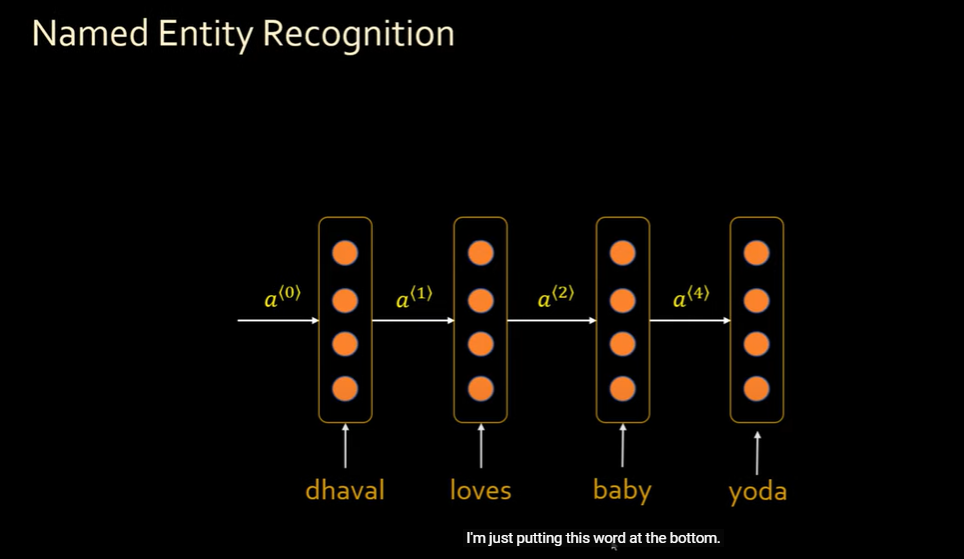 Named Entity Recognition
a⟨0⟩ a⟨1⟩ a⟨2⟩ a⟨4⟩
dhaval loves baby yoda
I'm just putting this word at the bottom.